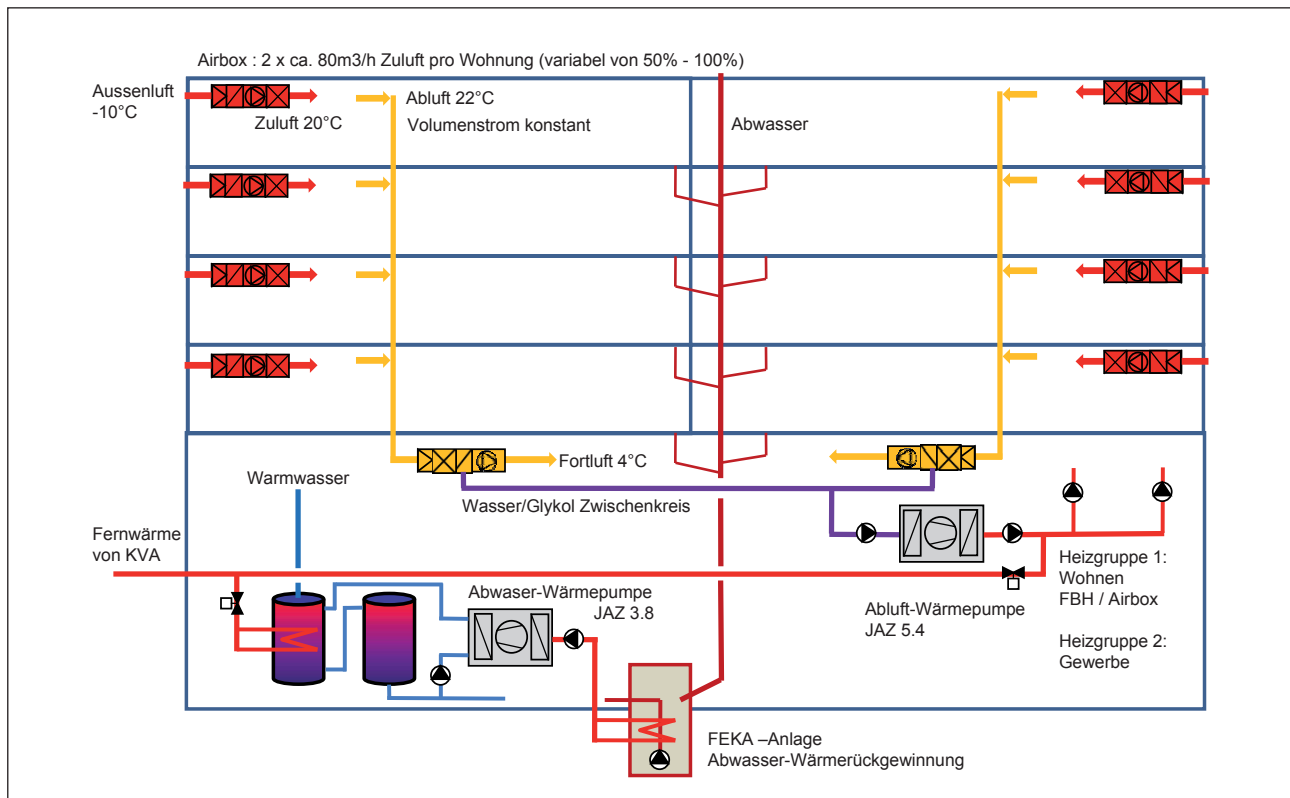 Airbox : 2 x ca. 80m3/h Zuluft pro Wohnung (variabel von 50% - 100%)
Aussenluft
-10°C
Zuluft 20°C
Abluft 22°C
Volumenstrom konstant
Abwasser
Fortluft 4°C
Warmwasser
Wasser/Glykol Zwischenkreis
Fernwärme
von KVA
Abwaser-Wärmepumpe
JAZ 3.8
Abluft-Wärmepumpe
JAZ 5.4
Heizgruppe 1:
Wohnen
FBH / Airbox
Heizgruppe 2:
Gewerbe
FEKA –Anlage
Abwasser-Wärmerückgewinnung